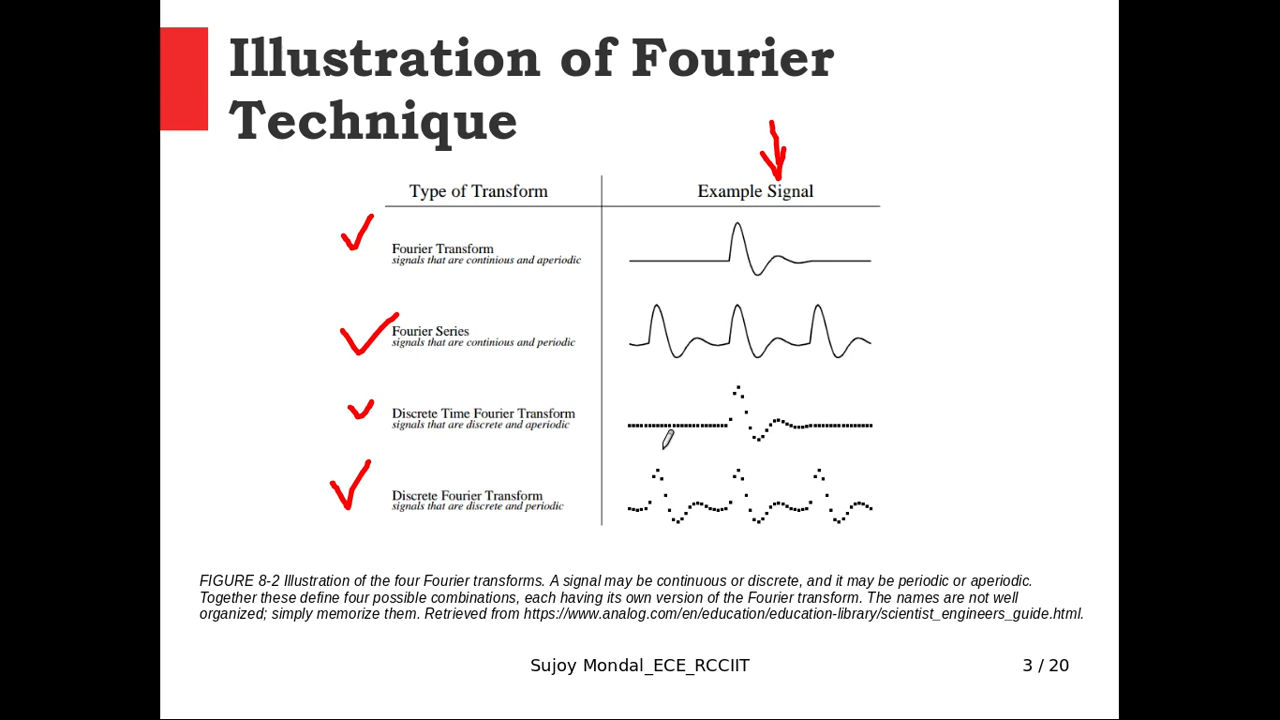 Illustration of Fourier
Technique
Type of Transform
Example Signal
Fourier Transform
signals that are continious and aperiodic
Fourier Series
signals that are continious and periodic
Discrete Time Fourier Transform
signals that are discrete and aperiodic
Discrete Fourier Transform
signals that are discrete and periodic
FIGURE 8-2 Illustration of the four Fourier transforms. A signal may be continuous or discrete, and it may be periodic or aperiodic.
Together these define four possible combinations, each having its own version of the Fourier transform. The names are not well
organized; simply memorize them. Retrieved from https://www.analog.com/en/education/education-library/scientist_engineers_guide.html.
Sujoy Mondal_ECE_RCCIIT
3 / 20